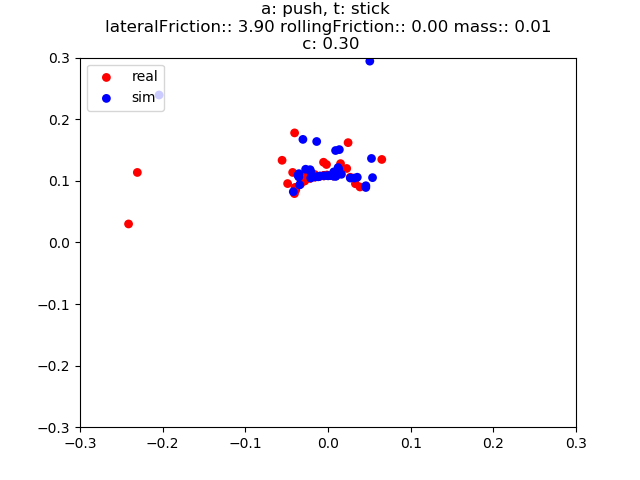 a: push, t: stick
lateralFriction:: 3.90 rollingFriction:: 0.00 mass:: 0.01
c: 0.30
real
sim
0.3
0.2
0.1
0.0
−0.1
−0.2
−0.3
−0.3
−0.2
−0.1
0.0
0.1
0.2
0.3